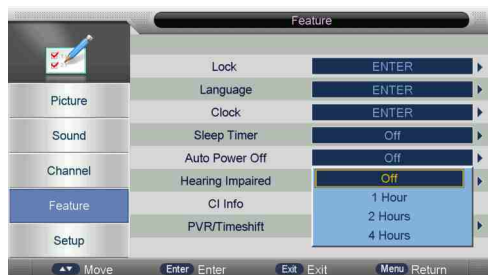 Feature
Lock ENTER
Language ENTER
Clock ENTER
Sleep Timer Off
Auto Power Off Off
Hearing Impaired Off
CI Info 1 Hour
PVR/Timeshift 2 Hours
4 Hours
Picture
Sound
Channel
Feature
Setup
Move Enter Enter Exit Exit Menu Return